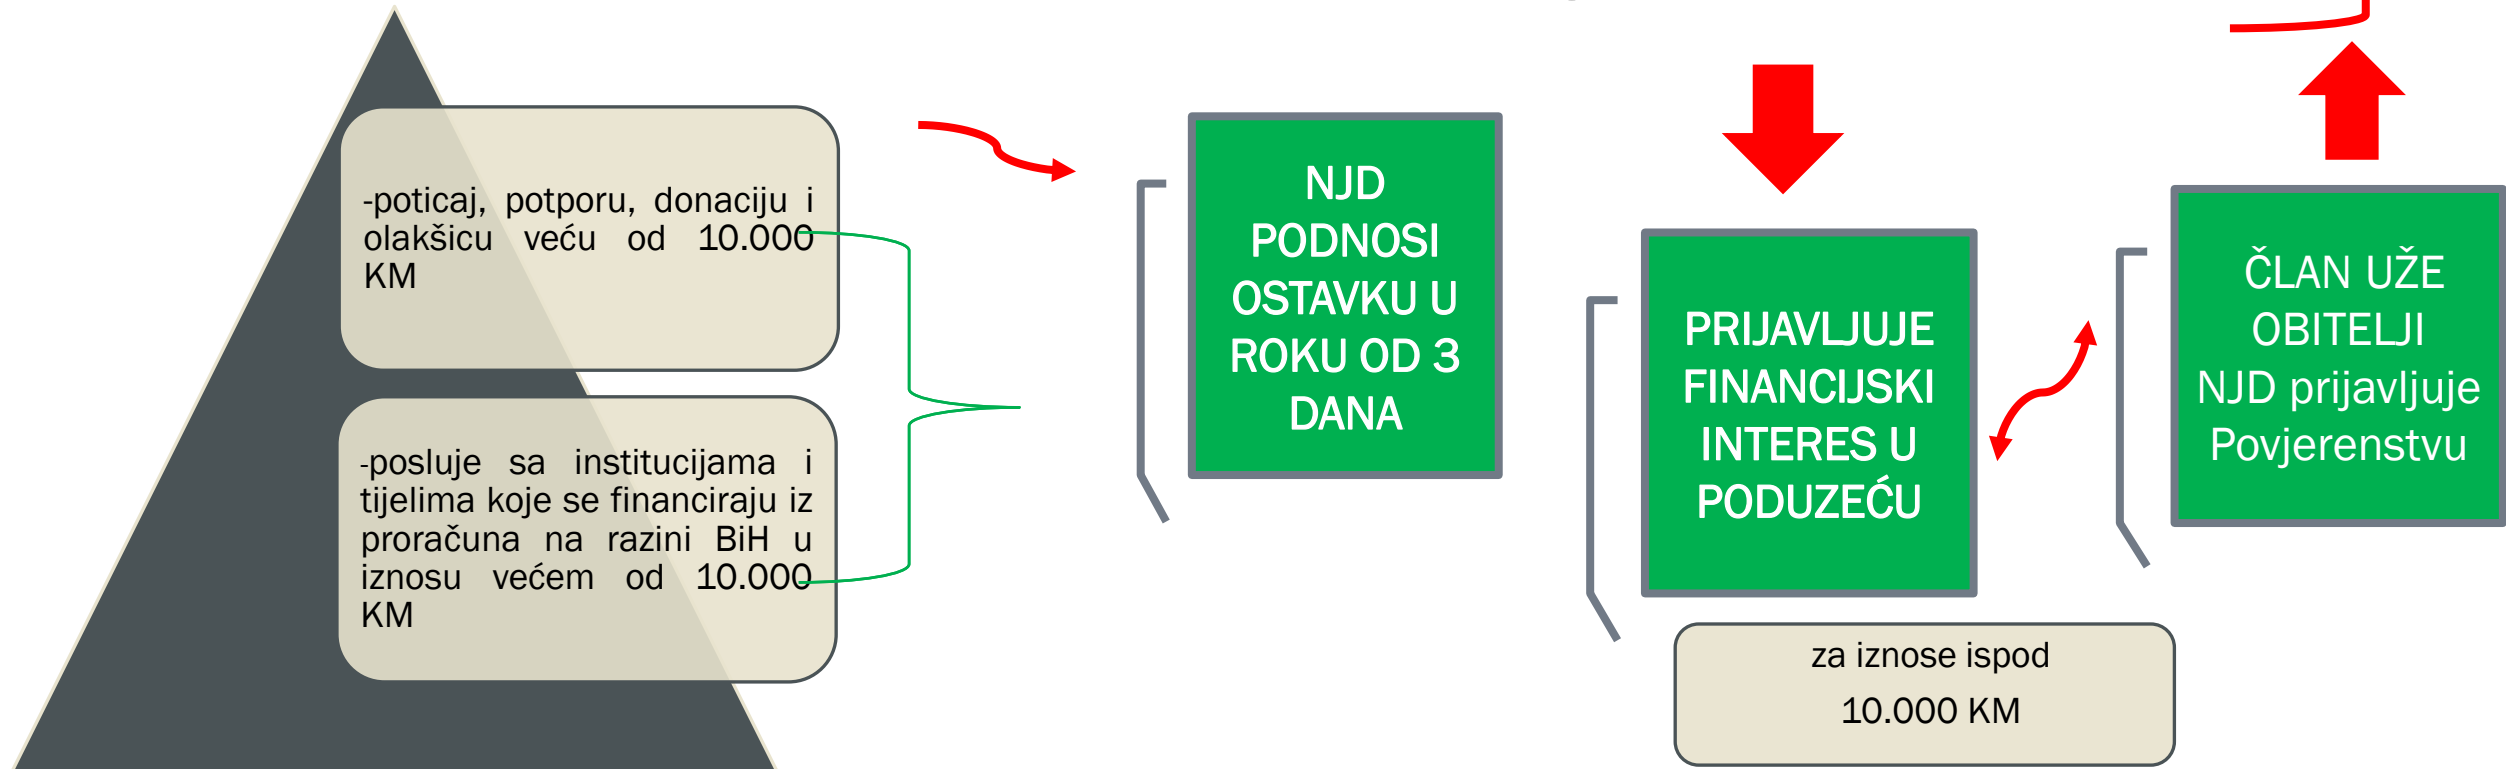 -poticaj, potporu, donaciju i
olakšicu veću od 10.000
KM
-posluje sa institucijama i
tijelima koje se financiraju iz
proračuna na razini BiH u
iznosu većem od 10.000
KM
NJD
PODNOSI
OSTAVKU U
ROKU OD 3
DANA
PRIJAVLJUJE
FINANCIJSKI
INTERES U
PODUZEĆU
za iznose ispod
10.000 KM
ČLAN UŽE
OBITELJI
NJD prijavljuje
Povjerenstvu